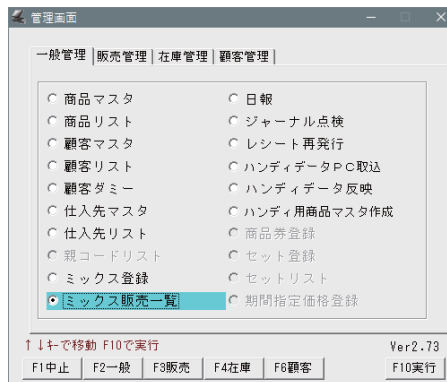 管理画面
一般管理 販売管理 在庫管理 顧客管理
商品マスタ
商品リスト
顧客マスタ
顧客リスト
顧客ダミー
仕入先マスタ
仕入先リスト
親コードリスト
ミックス登録
ミックス販売一覧
日報
ジャーナル点検
レシート再発行
ハンディデータPC取込
ハンディデータ反映
ハンディ用商品マスタ作成
商品券登録
セット登録
セットリスト
期間指定価格登録
↑↓キーで移動 F10で実行
Ver2.73
F1中止 F2一般 F3販売 F4在庫 F6顧客 F10実行